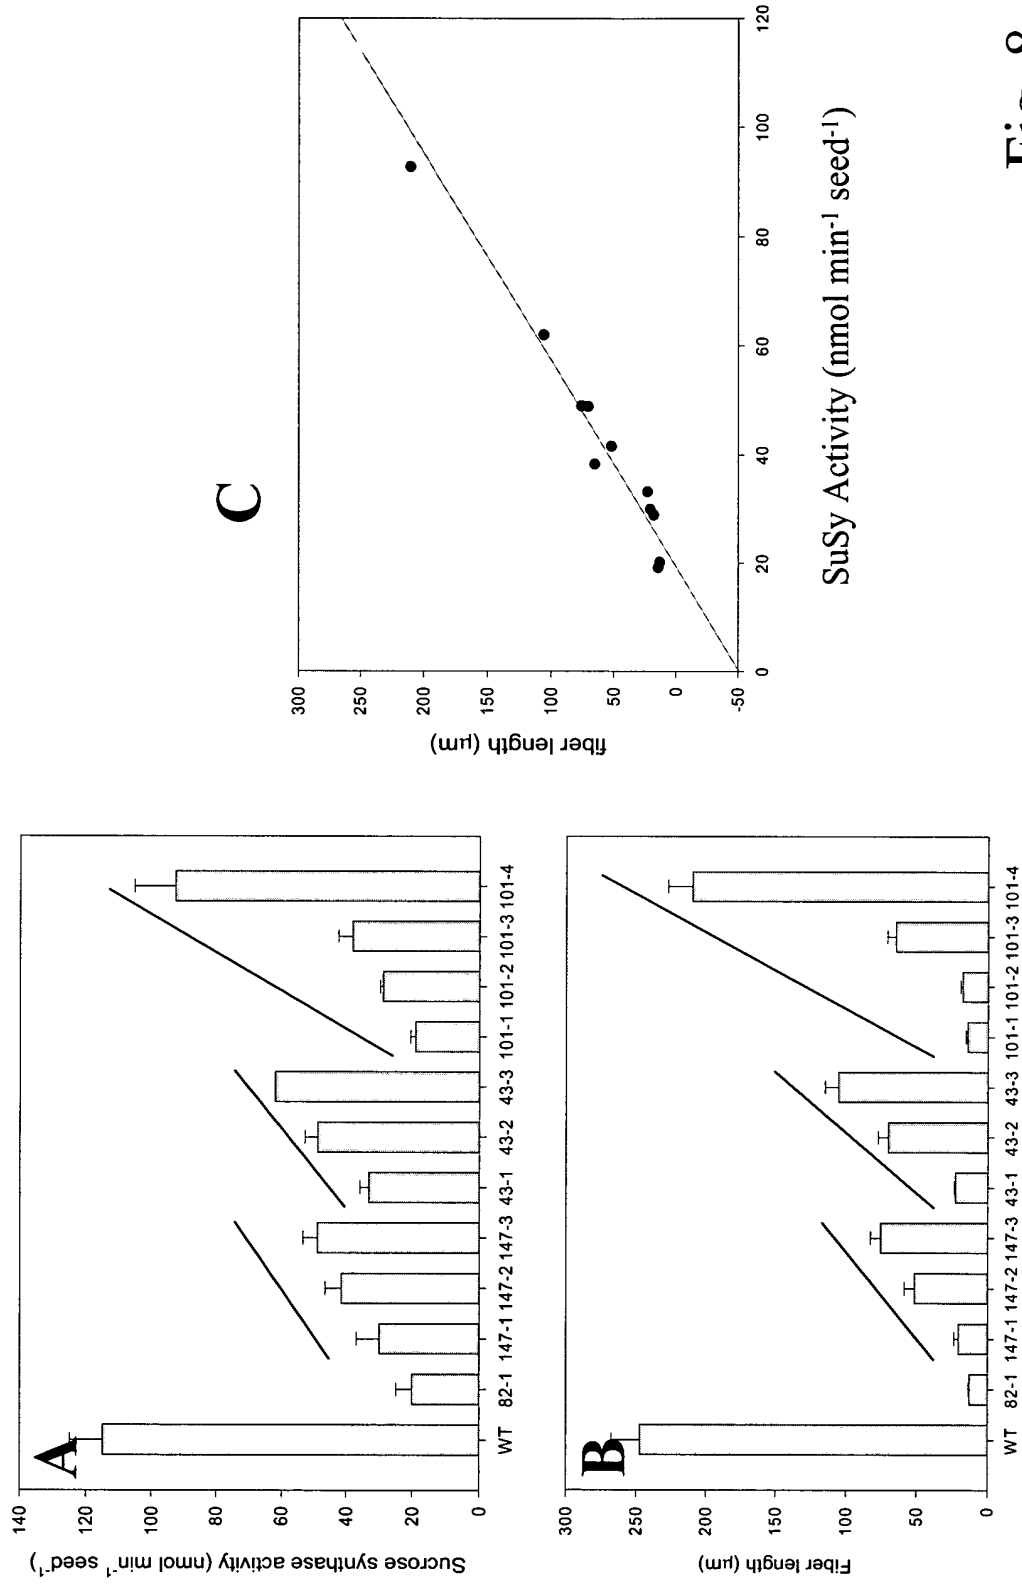 A
Sucrose synthase activity (nmol min-1 seed-1)
140
120
100
80
60
40
20
0
WT 82-1 147-1 147-2 147-3 43-1 43-2 43-3 101-1 101-2 101-3 101-4
B
Fiber length (µm)
300
250
200
150
100
50
0
WT 82-1 147-1 147-2 147-3 43-1 43-2 43-3 101-1 101-2 101-3 101-4
C
fiber length (µm)
300
250
200
150
100
50
0
-50
0 20 40 60 80 100 120
SuSy Activity (nmol min-1 seed-1)